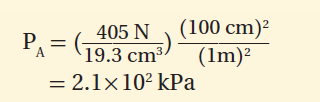 P_A = (405 N / 19.3 cm³) (100 cm)² / (1m)²
= 2.1×10² kPa